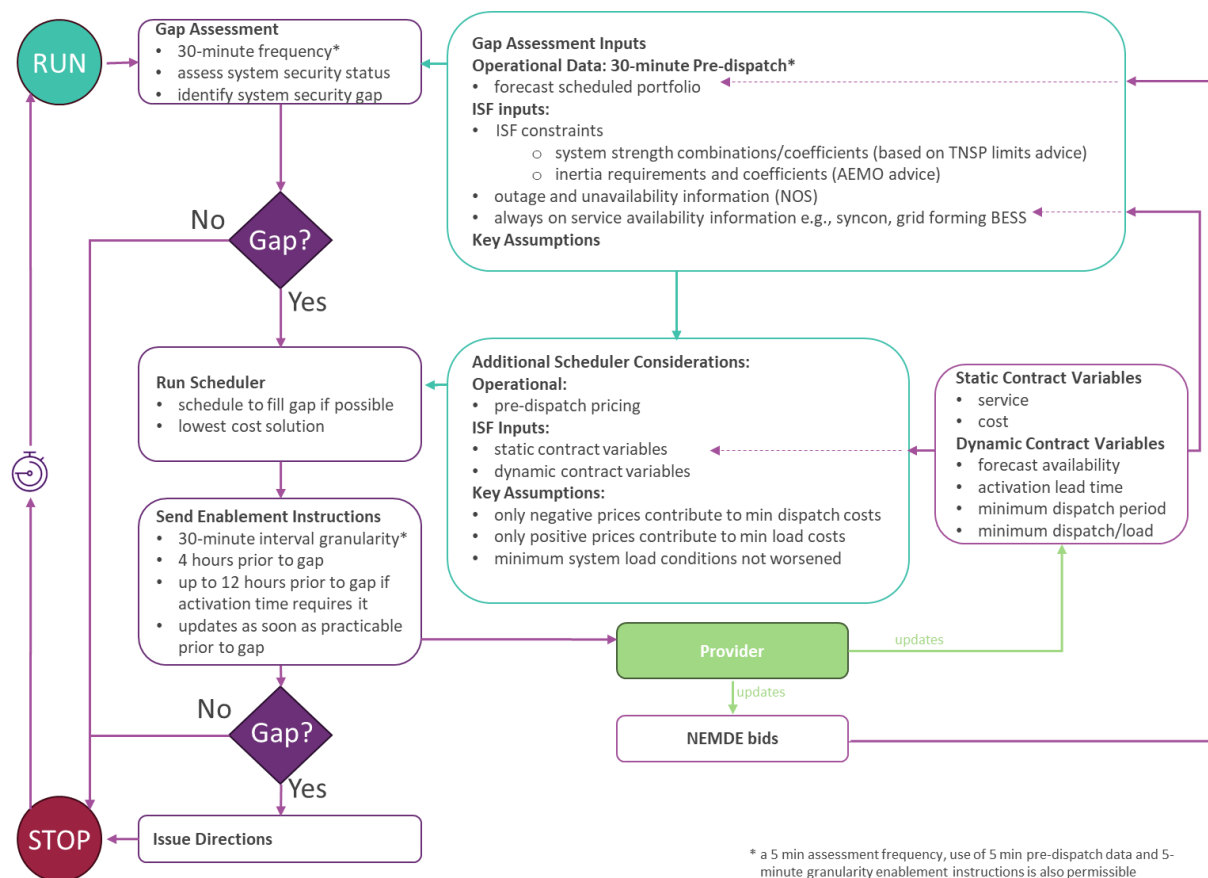 RUN
Gap Assessment
• 30-minute frequency*
• assess system security status
• identify system security gap
Gap Assessment Inputs
Operational Data: 30-minute Pre-dispatch*
• forecast scheduled portfolio
ISF inputs:
• ISF constraints
o system strength combinations/coefficients (based on TNSP limits advice)
o inertia requirements and coefficients (AEMO advice)
• outage and unavailability information (NOS)
• always on service availability information e.g., syncon, grid forming BESS
Key Assumptions
No
Gap?
Yes
Run Scheduler
• schedule to fill gap if possible
• lowest cost solution
Additional Scheduler Considerations:
Operational:
• pre-dispatch pricing
ISF Inputs:
• static contract variables
• dynamic contract variables
Key Assumptions:
• only negative prices contribute to min dispatch costs
• only positive prices contribute to min load costs
• minimum system load conditions not worsened
Static Contract Variables
• service
• cost
Dynamic Contract Variables
• forecast availability
• activation lead time
• minimum dispatch period
• minimum dispatch/load
Send Enablement Instructions
• 30-minute interval granularity*
• 4 hours prior to gap
• up to 12 hours prior to gap if
activation time requires it
• updates as soon as practicable
prior to gap
Provider
updates
updates
NEMDE bids
No
Gap?
Yes
STOP
Issue Directions
* a 5 min assessment frequency, use of 5 min pre-dispatch data and 5-
minute granularity enablement instructions is also permissible